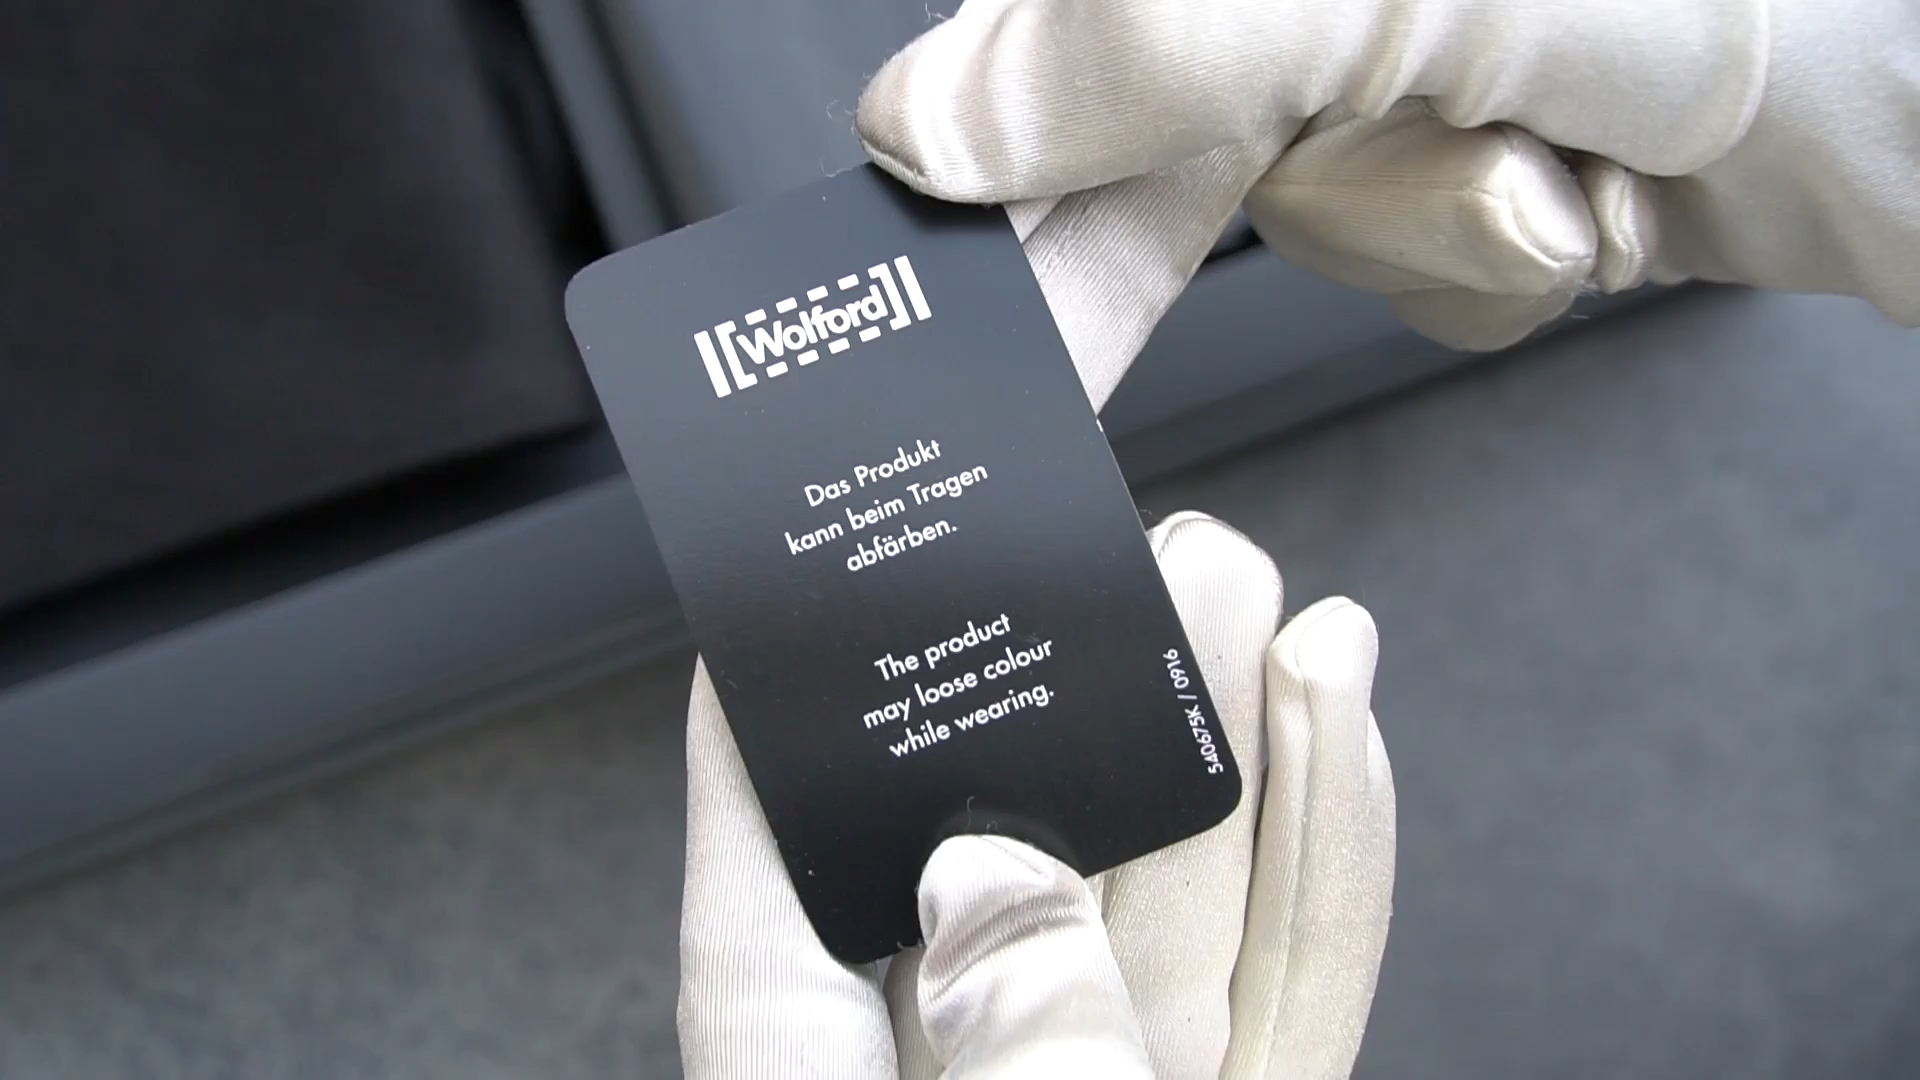 Wolford
Das Produkt
kann beim Tragen
abfärben.
The product
may loose colour
while wearing.
540675K / 0916